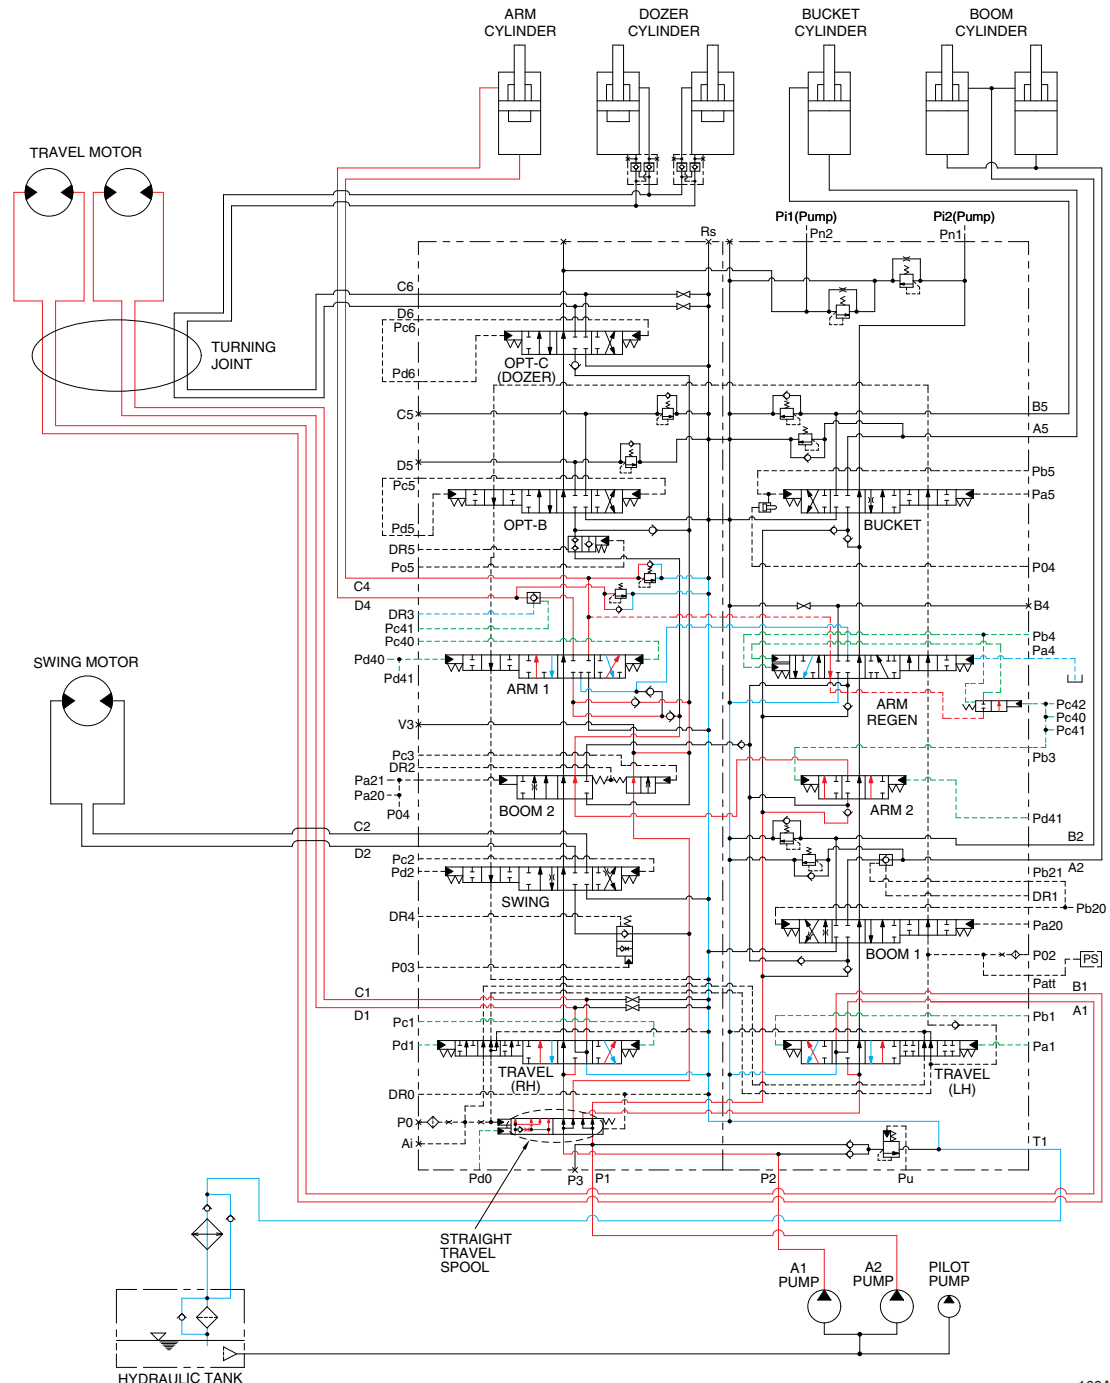 ARM
CYLINDER
DOZER
CYLINDER
BUCKET
CYLINDER
BOOM
CYLINDER
TRAVEL MOTOR
TURNING
JOINT
Rs
Pi1(Pump)
Pn2
Pi2(Pump)
Pn1
C6
D6
Pc6
Pd6
OPT-C
(DOZER)
C5
D5
Pc5
Pd5
OPT-B
DR5
Po5
C4
D4
DR3
Pc41
Pc40
Pd40
Pd41
ARM 1
V3
Pc3
DR2
Pa21
Pa20
P04
BOOM 2
SWING MOTOR
C2
D2
Pc2
Pd2
SWING
DR4
P03
C1
D1
Pc1
Pd1
TRAVEL
(RH)
DR0
P0
Ai
Pd0
P3
P1
P2
Pu
B5
A5
Pb5
Pa5
BUCKET
P04
B4
Pb4
Pa4
ARM
REGEN
Pc42
Pc40
Pc41
Pb3
ARM 2
Pd41
B2
A2
Pb21
DR1
Pb20
Pa20
BOOM 1
P02
PS
Patt
B1
A1
Pb1
Pa1
TRAVEL
(LH)
T1
STRAIGHT
TRAVEL
SPOOL
A1
PUMP
A2
PUMP
PILOT
PUMP
HYDRAULIC TANK